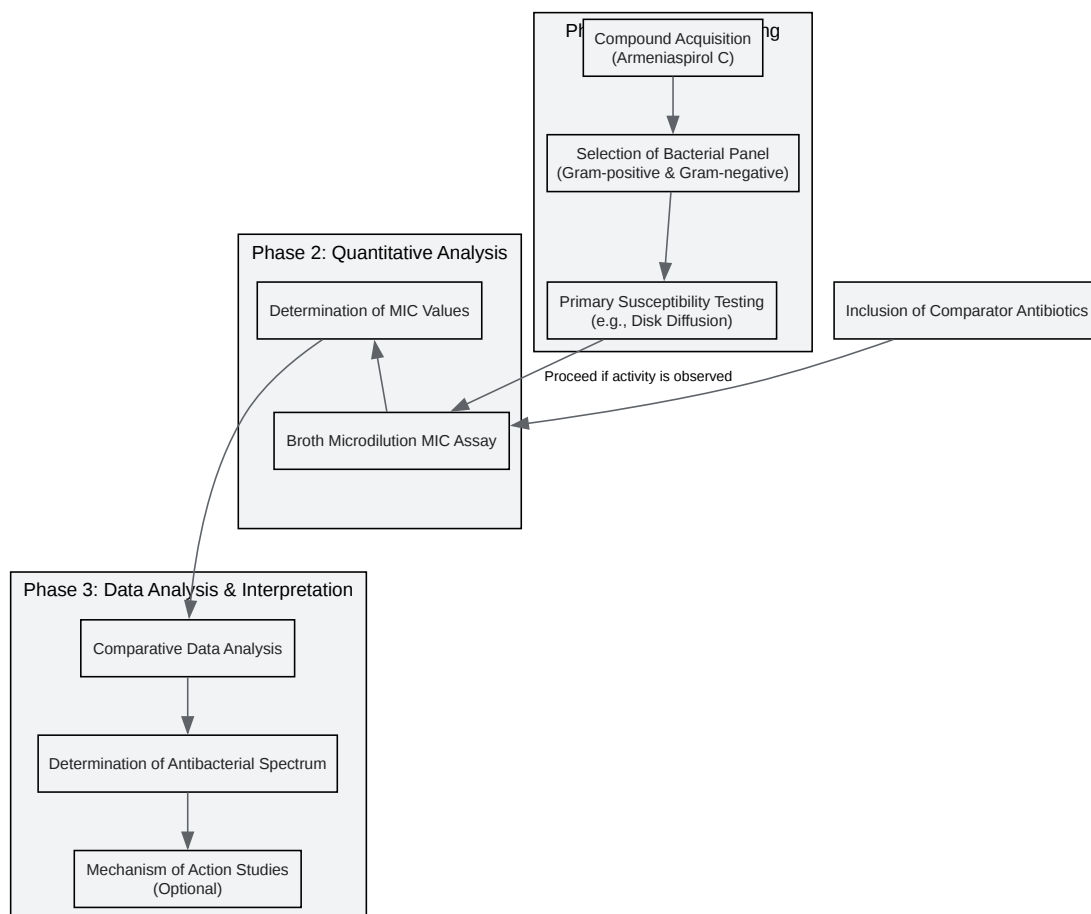 Compound Acquisition
(Armeniaspirol C)
Selection of Bacterial Panel
(Gram-positive & Gram-negative)
Primary Susceptibility Testing
(e.g., Disk Diffusion)
Inclusion of Comparator Antibiotics
Proceed if activity is observed
Phase 2: Quantitative Analysis
Determination of MIC Values
Broth Microdilution MIC Assay
Phase 3: Data Analysis & Interpretation
Comparative Data Analysis
Determination of Antibacterial Spectrum
Mechanism of Action Studies
(Optional)